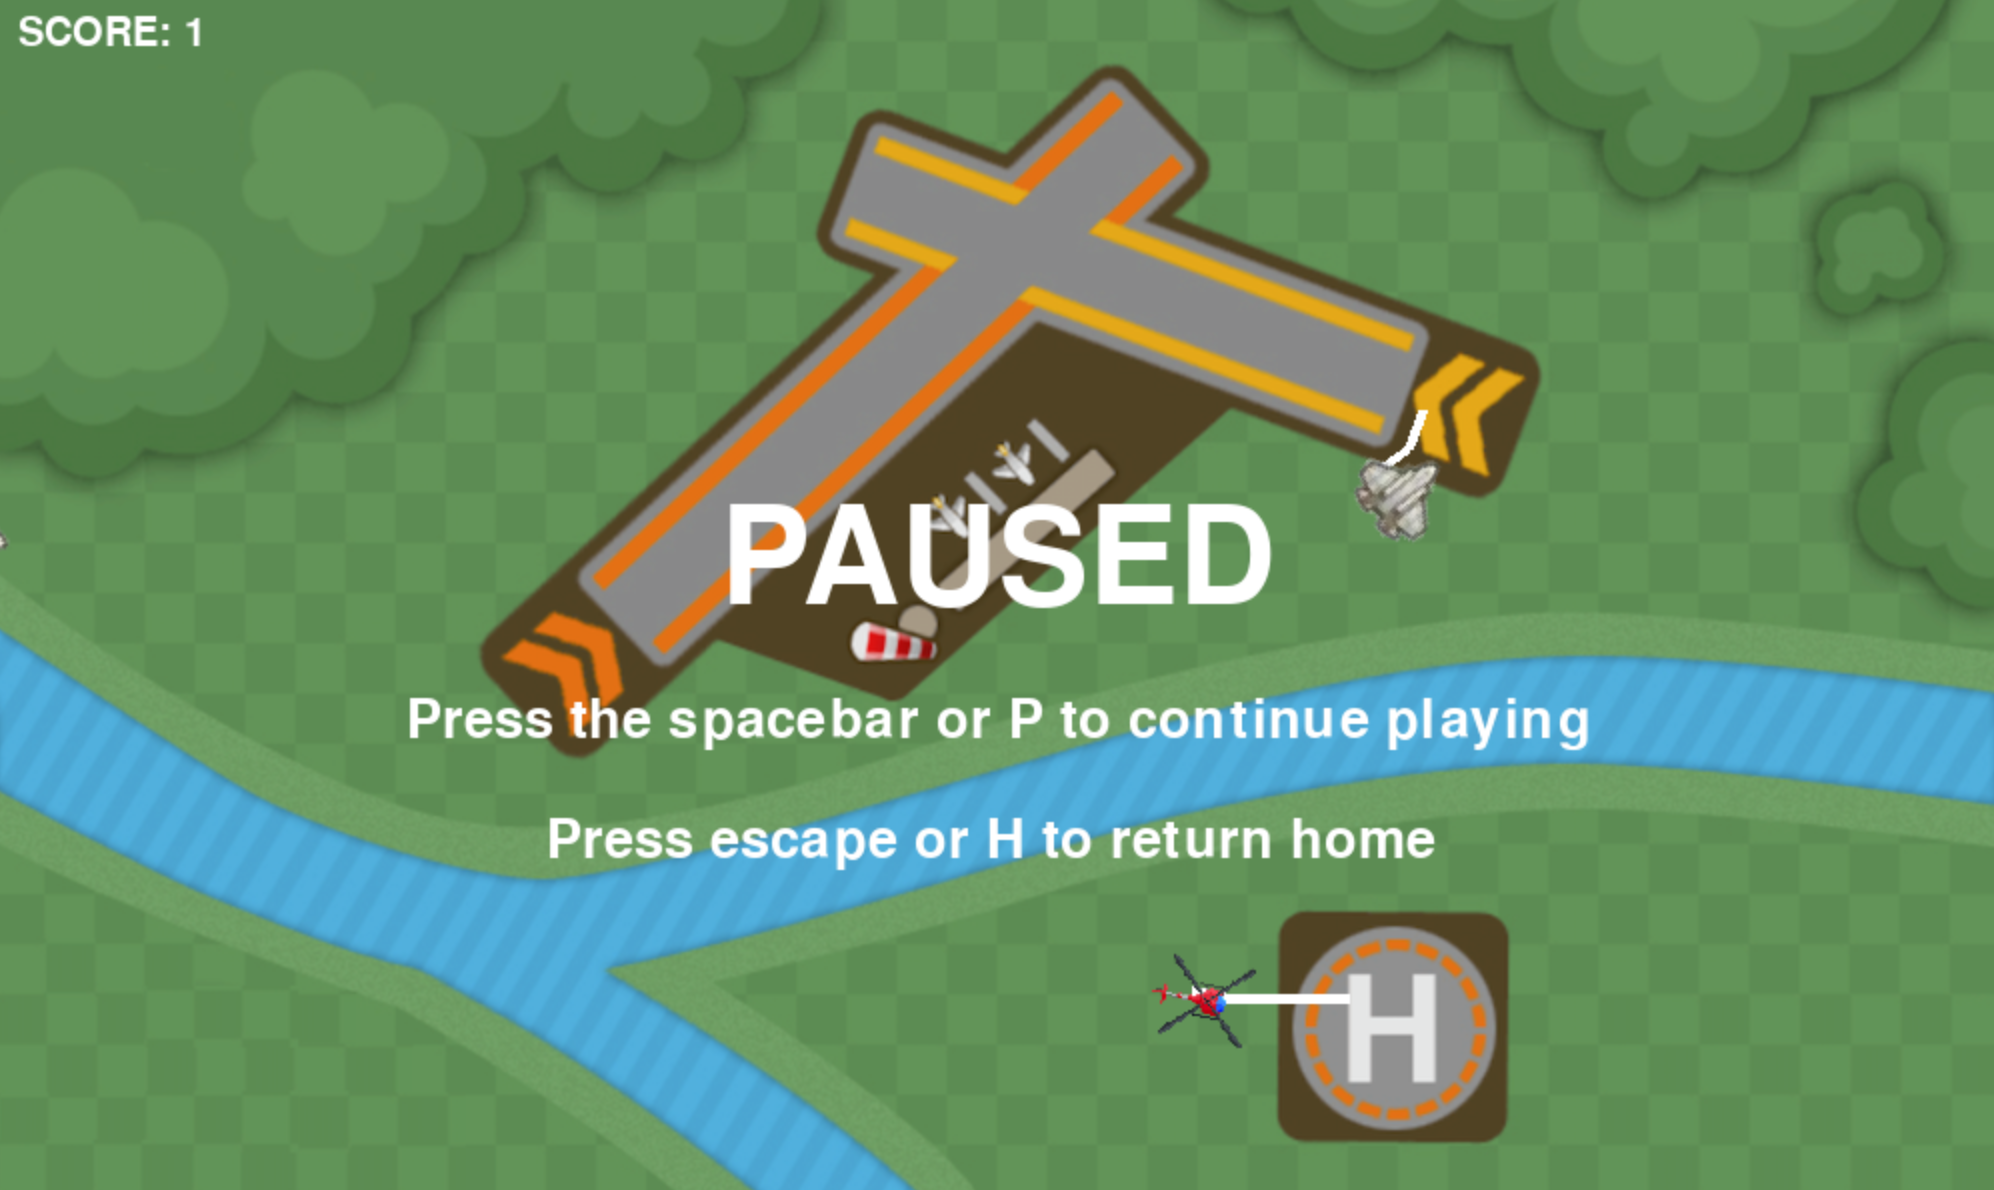 SCORE: 1
PAUSED
Press the spacebar or P to continue playing
Press escape or H to return home
H